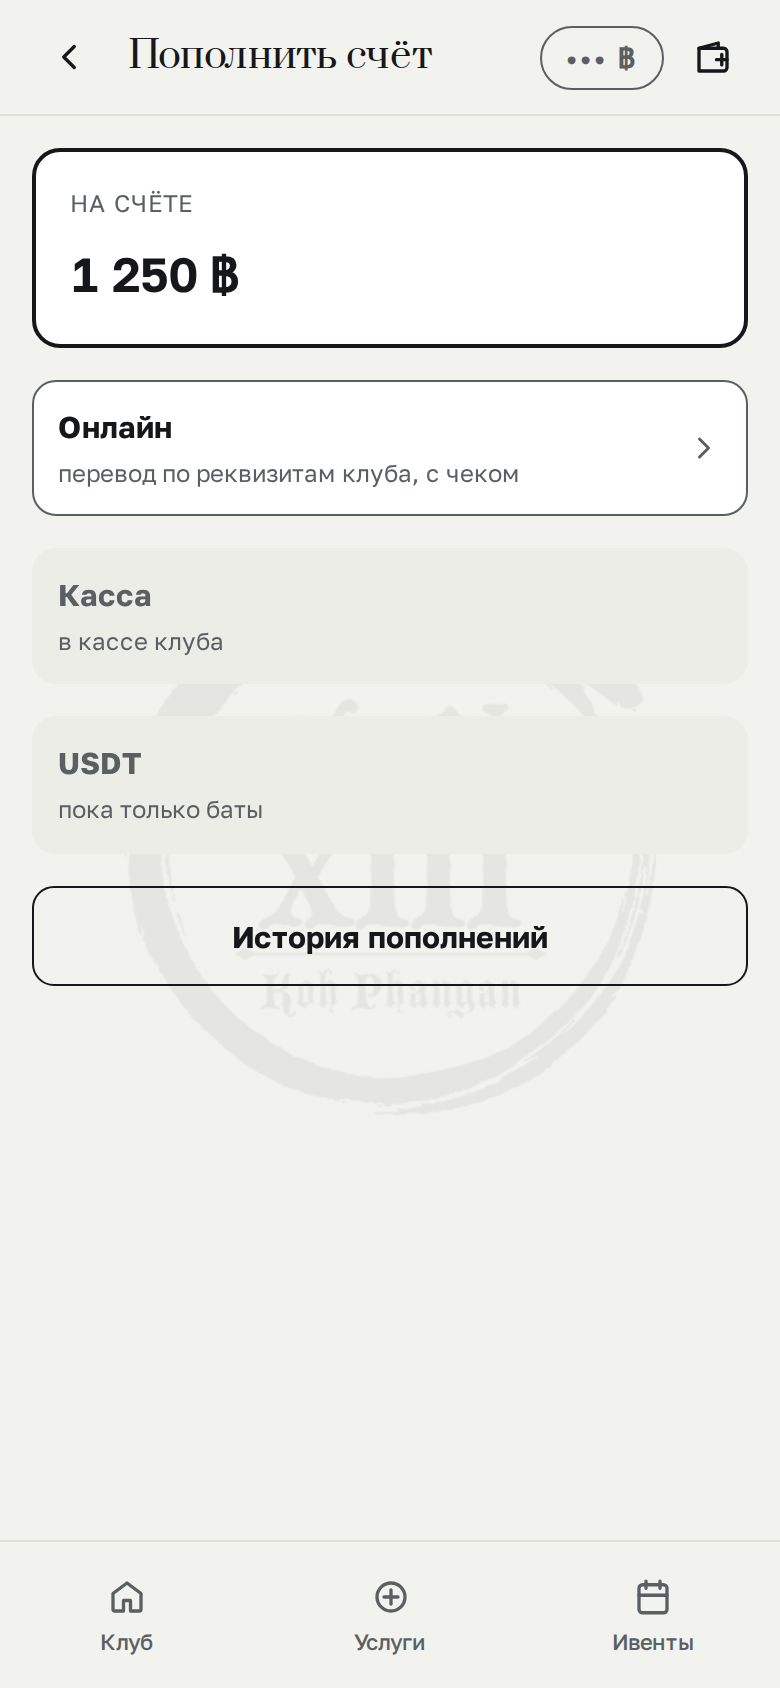 Пополнить счёт
••• ฿
НА СЧЁТЕ
1 250 ฿
Онлайн
перевод по реквизитам клуба, с чеком
Касса
в кассе клуба
USDT
пока только баты
XIII
История пополнений
Koh Phangan
Клуб
Услуги
Ивенты